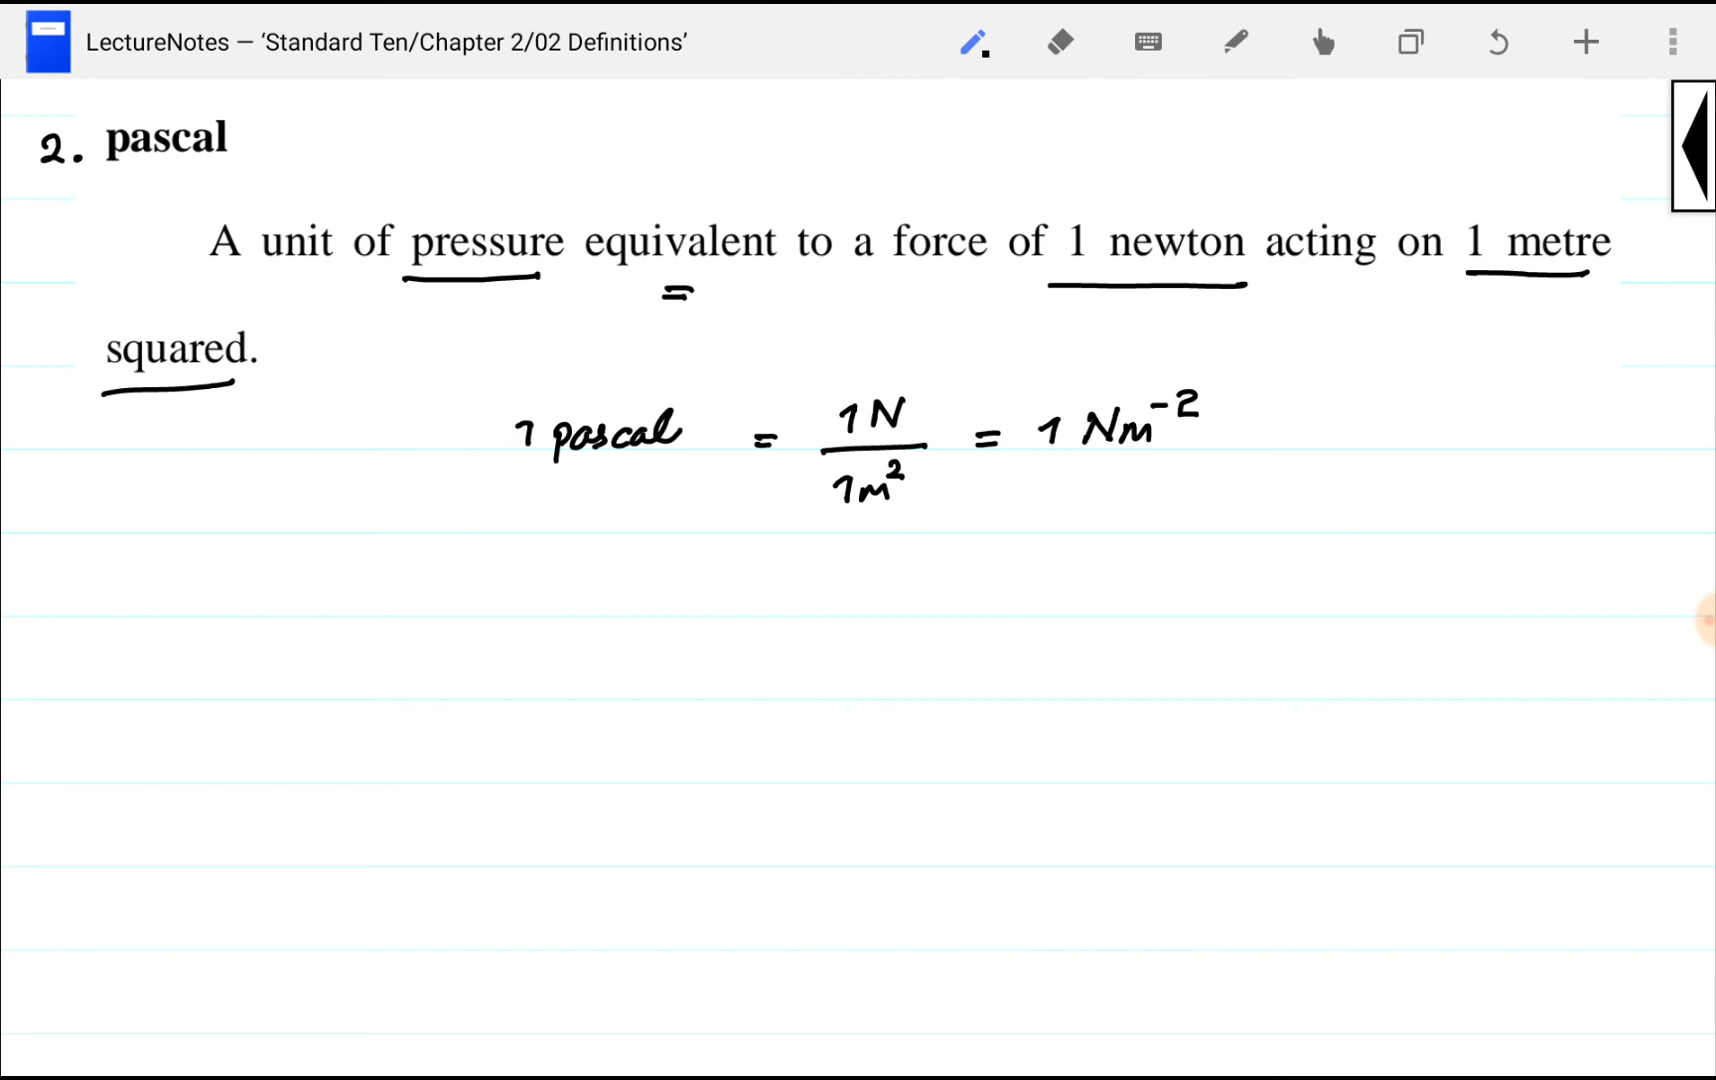 LectureNotes — ‘Standard Ten/Chapter 2/02 Definitions’
2. pascal
A unit of pressure equivalent to a force of 1 newton acting on 1 metre
=
squared.
1 pascal = 1N / 1m² = 1 Nm⁻²